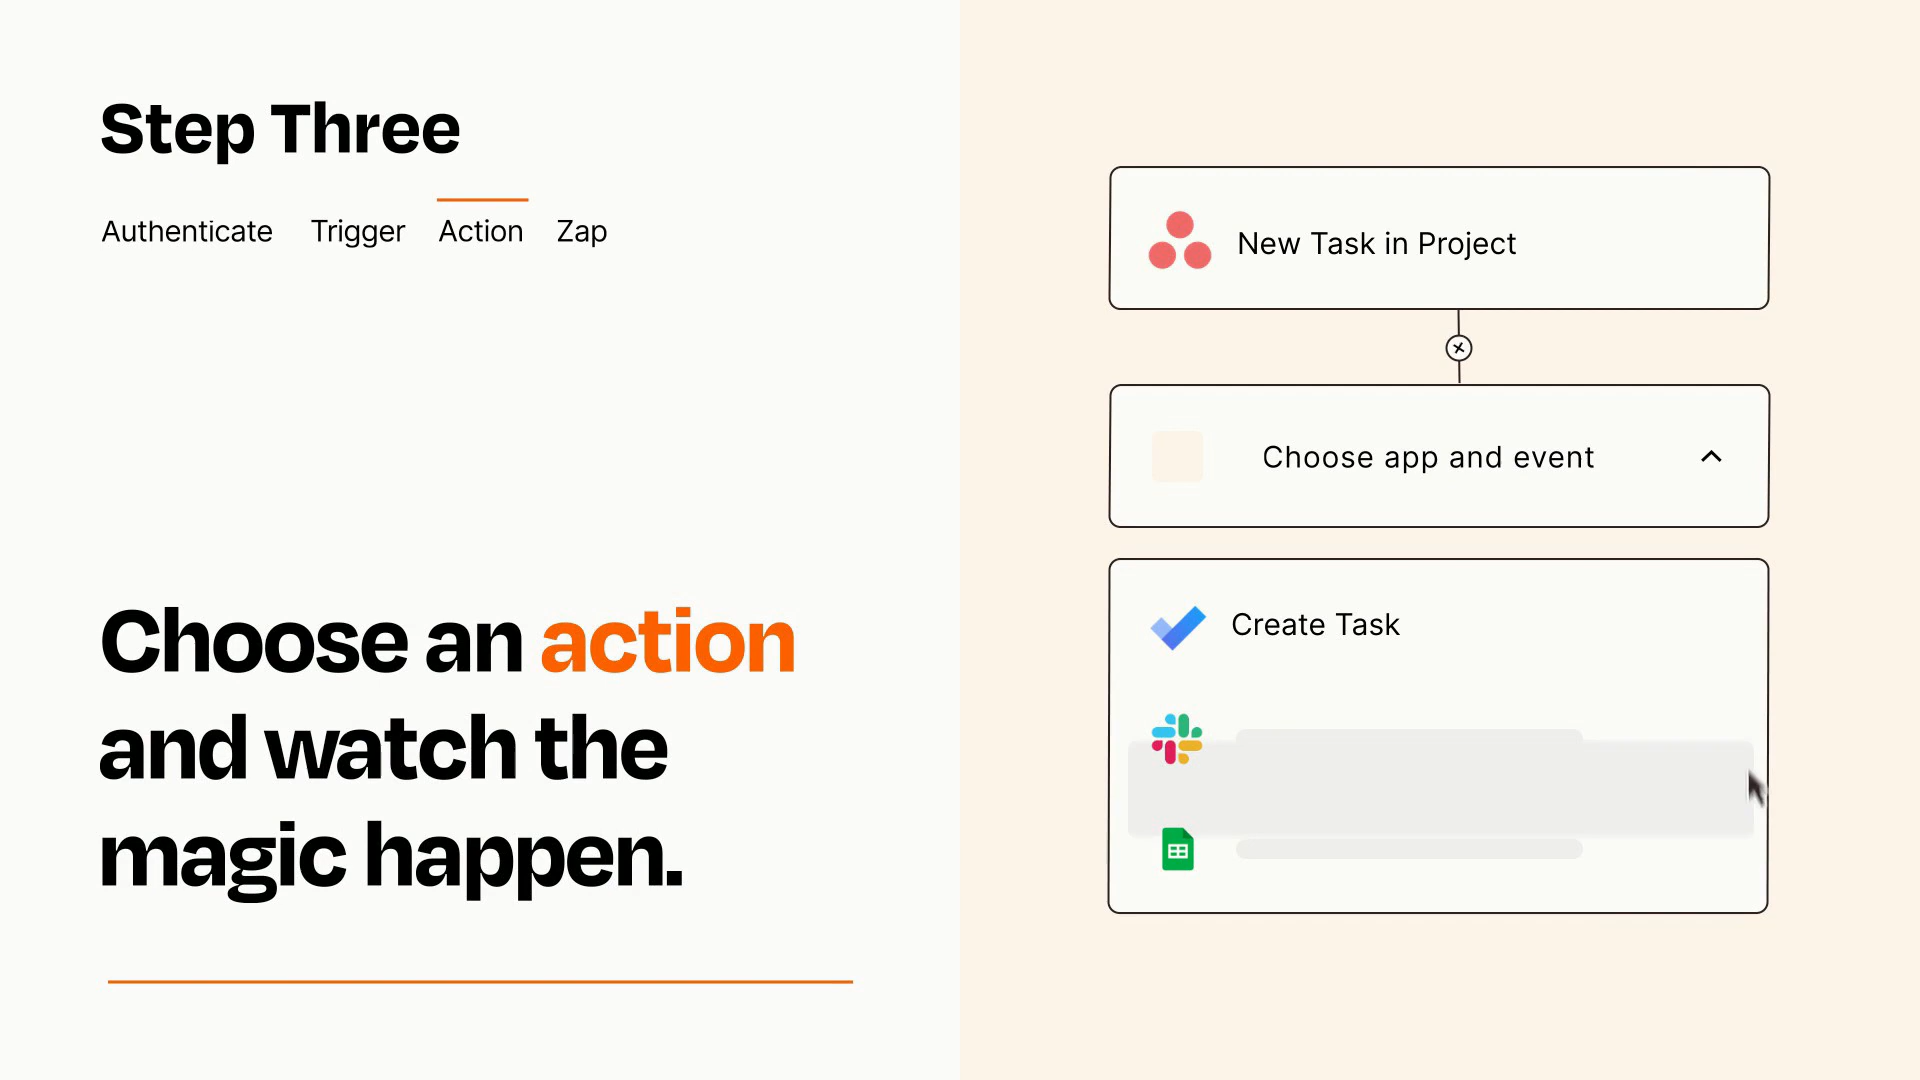 Step Three
Authenticate Trigger Action Zap
Choose an action
and watch the
magic happen.
New Task in Project
Choose app and event
Create Task